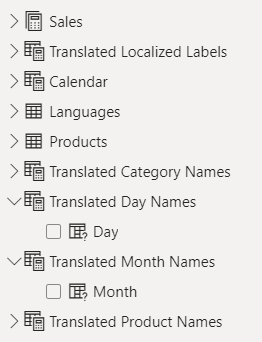 Sales
Translated Localized Labels
Calendar
Languages
Products
Translated Category Names
Translated Day Names
Day
Translated Month Names
Month
Translated Product Names